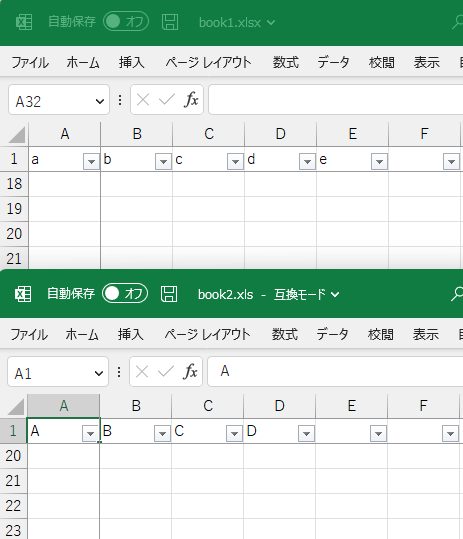 自動保存 オフ book1.xlsx
ファイル ホーム 挿入 ページ レイアウト 数式 データ 校閲 表示
A32 fx
A B C D E F
1 a b c d e
18
19
20
21
自動保存 オフ book2.xls - 互換モード
ファイル ホーム 挿入 ページ レイアウト 数式 データ 校閲 表示
A1 fx A
A B C D E F
1 A B C D
20
21
22
23